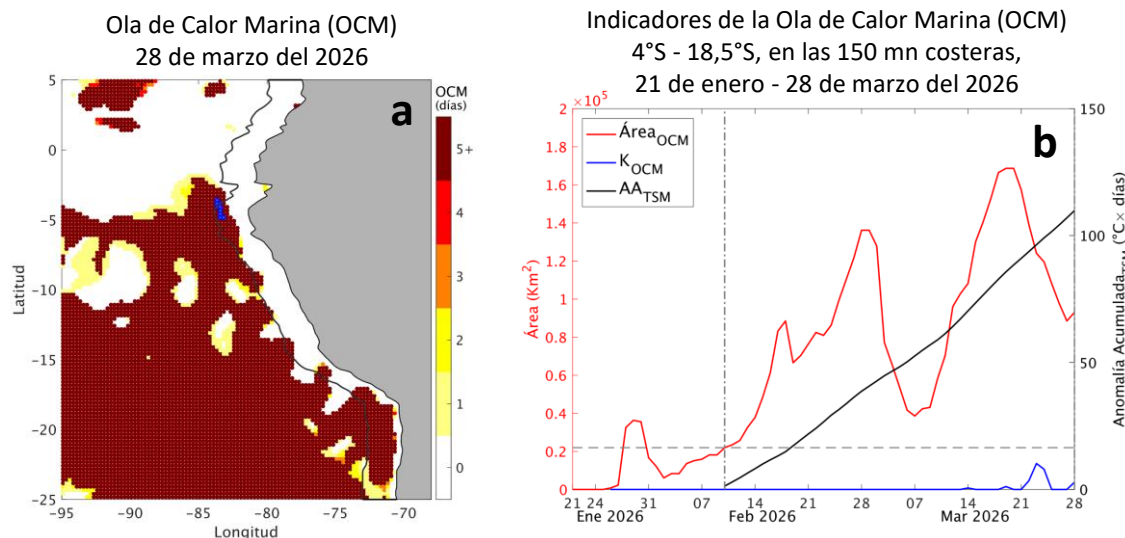 Ola de Calor Marina (OCM)
28 de marzo del 2026
a
OCM
(días)
5+
4
3
2
1
0
5
0
−5
−10
−15
−20
−25
Latitud
−95
−90
−85
−80
−75
−70
Longitud
Indicadores de la Ola de Calor Marina (OCM)
4°S - 18,5°S, en las 150 mn costeras,
21 de enero - 28 de marzo del 2026
×10⁵
b
Área_OCM
K_OCM
AA_TSM
2
1.8
1.6
1.4
1.2
1
0.8
0.6
0.4
0.2
0
Área (Km²)
150
100
50
0
Anomalía Acumulada_TSM (°C× días)
21 24 31 07 14 21 28 07 14 21 28
Ene 2026 Feb 2026 Mar 2026